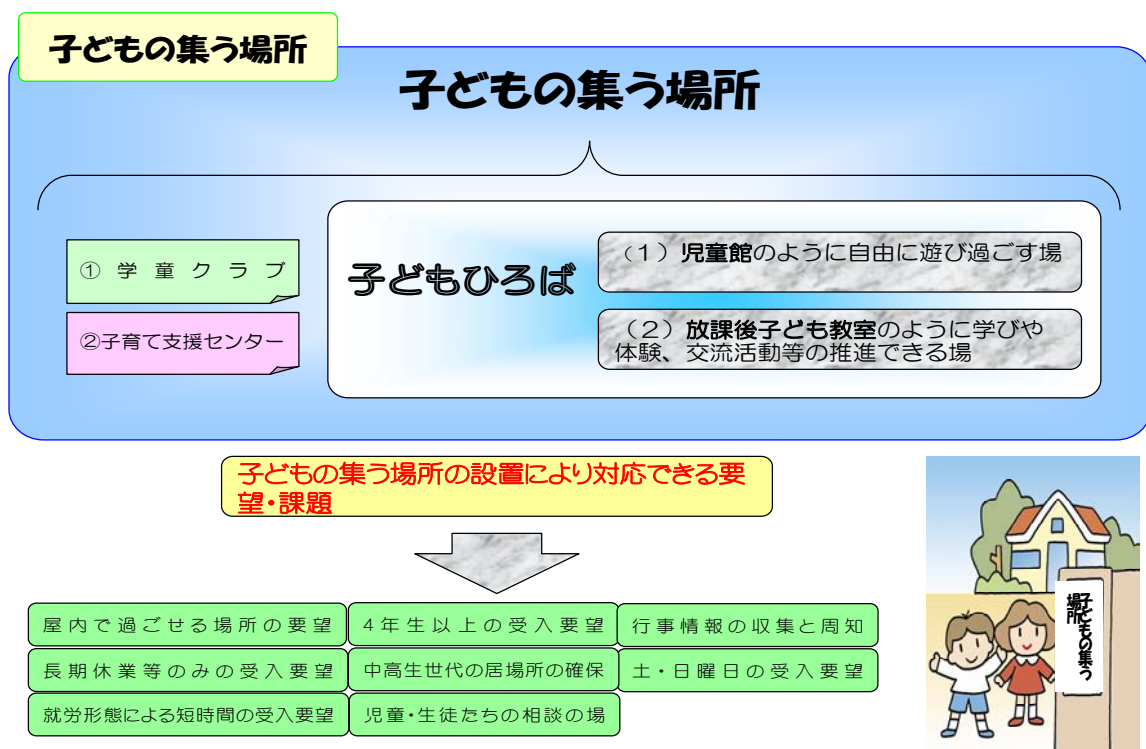 子どもの集う場所
子どもの集う場所
①学童クラブ
②子育て支援センター
子どもひろば
（１）児童館のように自由に遊び過ごす場
（２）放課後子ども教室のように学びや
体験、交流活動等の推進できる場
子どもの集う場所の設置により対応できる要
望・課題
屋内で過ごせる場所の要望
４年生以上の受入要望
行事情報の収集と周知
長期休業等のみの受入要望
中高生世代の居場所の確保
土・日曜日の受入要望
就労形態による短時間の受入要望
児童・生徒たちの相談の場
子どもの集う
場所